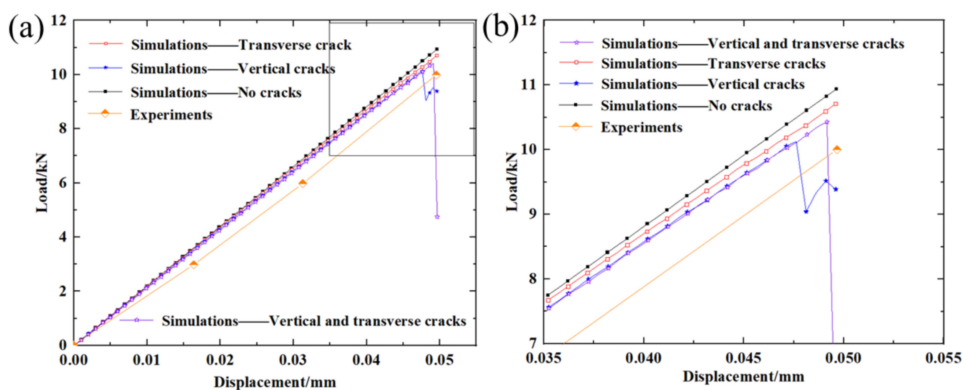 (a)
Simulations——Transverse crack
Simulations——Vertical cracks
Simulations——No cracks
Experiments
Simulations——Vertical and transverse cracks
Load/kN
12
10
8
6
4
2
0
0.00 0.01 0.02 0.03 0.04 0.05
Displacement/mm
(b)
Simulations——Vertical and transverse cracks
Simulations——Transverse cracks
Simulations——Vertical cracks
Simulations——No cracks
Experiments
Load/kN
12
11
10
9
8
7
0.035 0.040 0.045 0.050 0.055
Displacement/mm